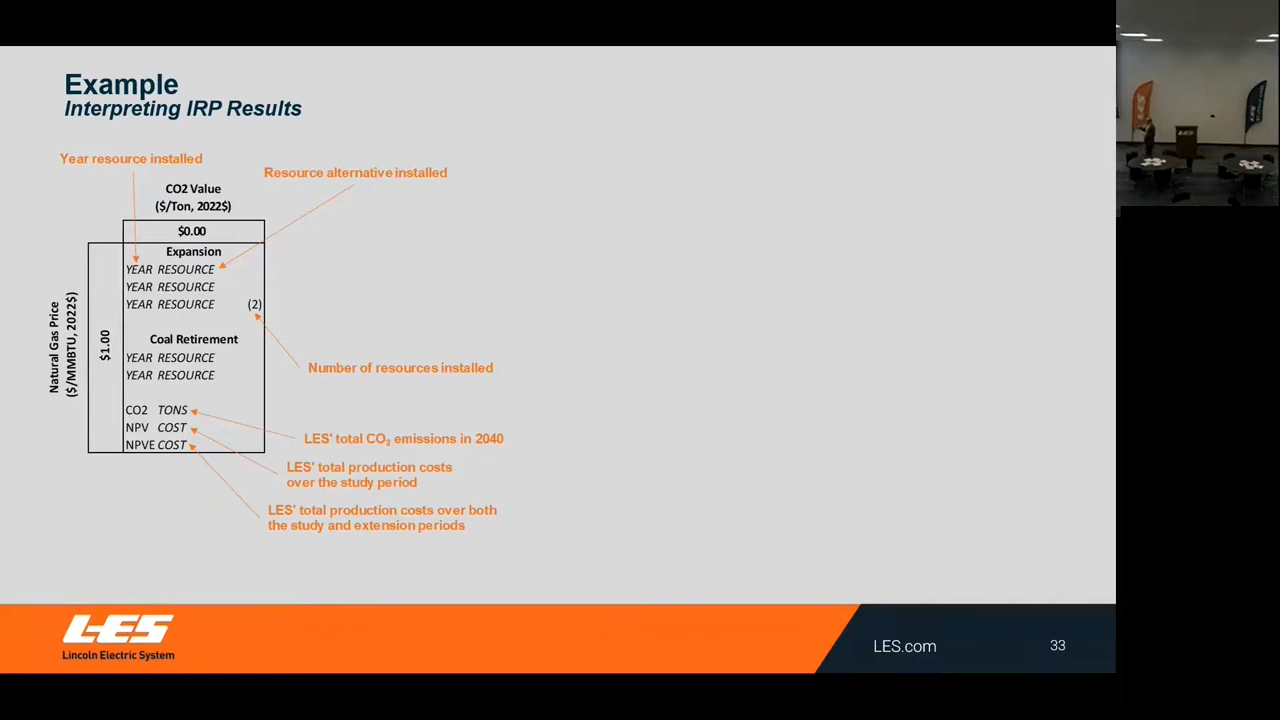 Example
Interpreting IRP Results
Year resource installed
Resource alternative installed
CO2 Value
($/Ton, 2022$)
$0.00
Natural Gas Price
($/MMBTU, 2022$)
$1.00
Expansion
YEAR RESOURCE
YEAR RESOURCE
YEAR RESOURCE (2)
Coal Retirement
YEAR RESOURCE
YEAR RESOURCE
CO2 TONS
NPV COST
NPVE COST
Number of resources installed
LES' total CO₂ emissions in 2040
LES' total production costs
over the study period
LES' total production costs over both
the study and extension periods
LES
Lincoln Electric System
LES.com
33
LES
LES